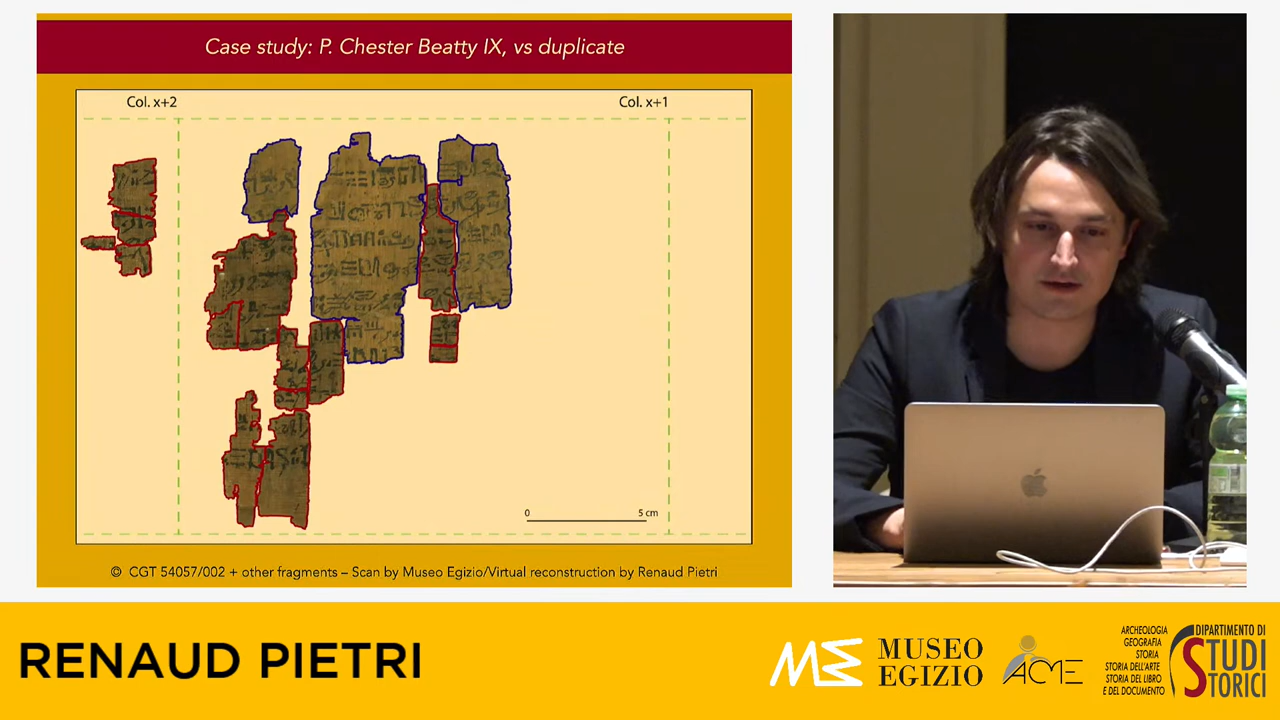 Case study: P. Chester Beatty IX, vs duplicate
Col. x+2
Col. x+1
0
5 cm
© CGT 54057/002 + other fragments – Scan by Museo Egizio/Virtual reconstruction by Renaud Pietri
RENAUD PIETRI
ME
MUSEO
EGIZIO
ACME
ARCHEOLOGIA
GEOGRAFIA
STORIA
STORIA DELL'ARTE
STORIA DEL LIBRO
E DEL DOCUMENTO
DIPARTIMENTO DI
STUDI
STORICI